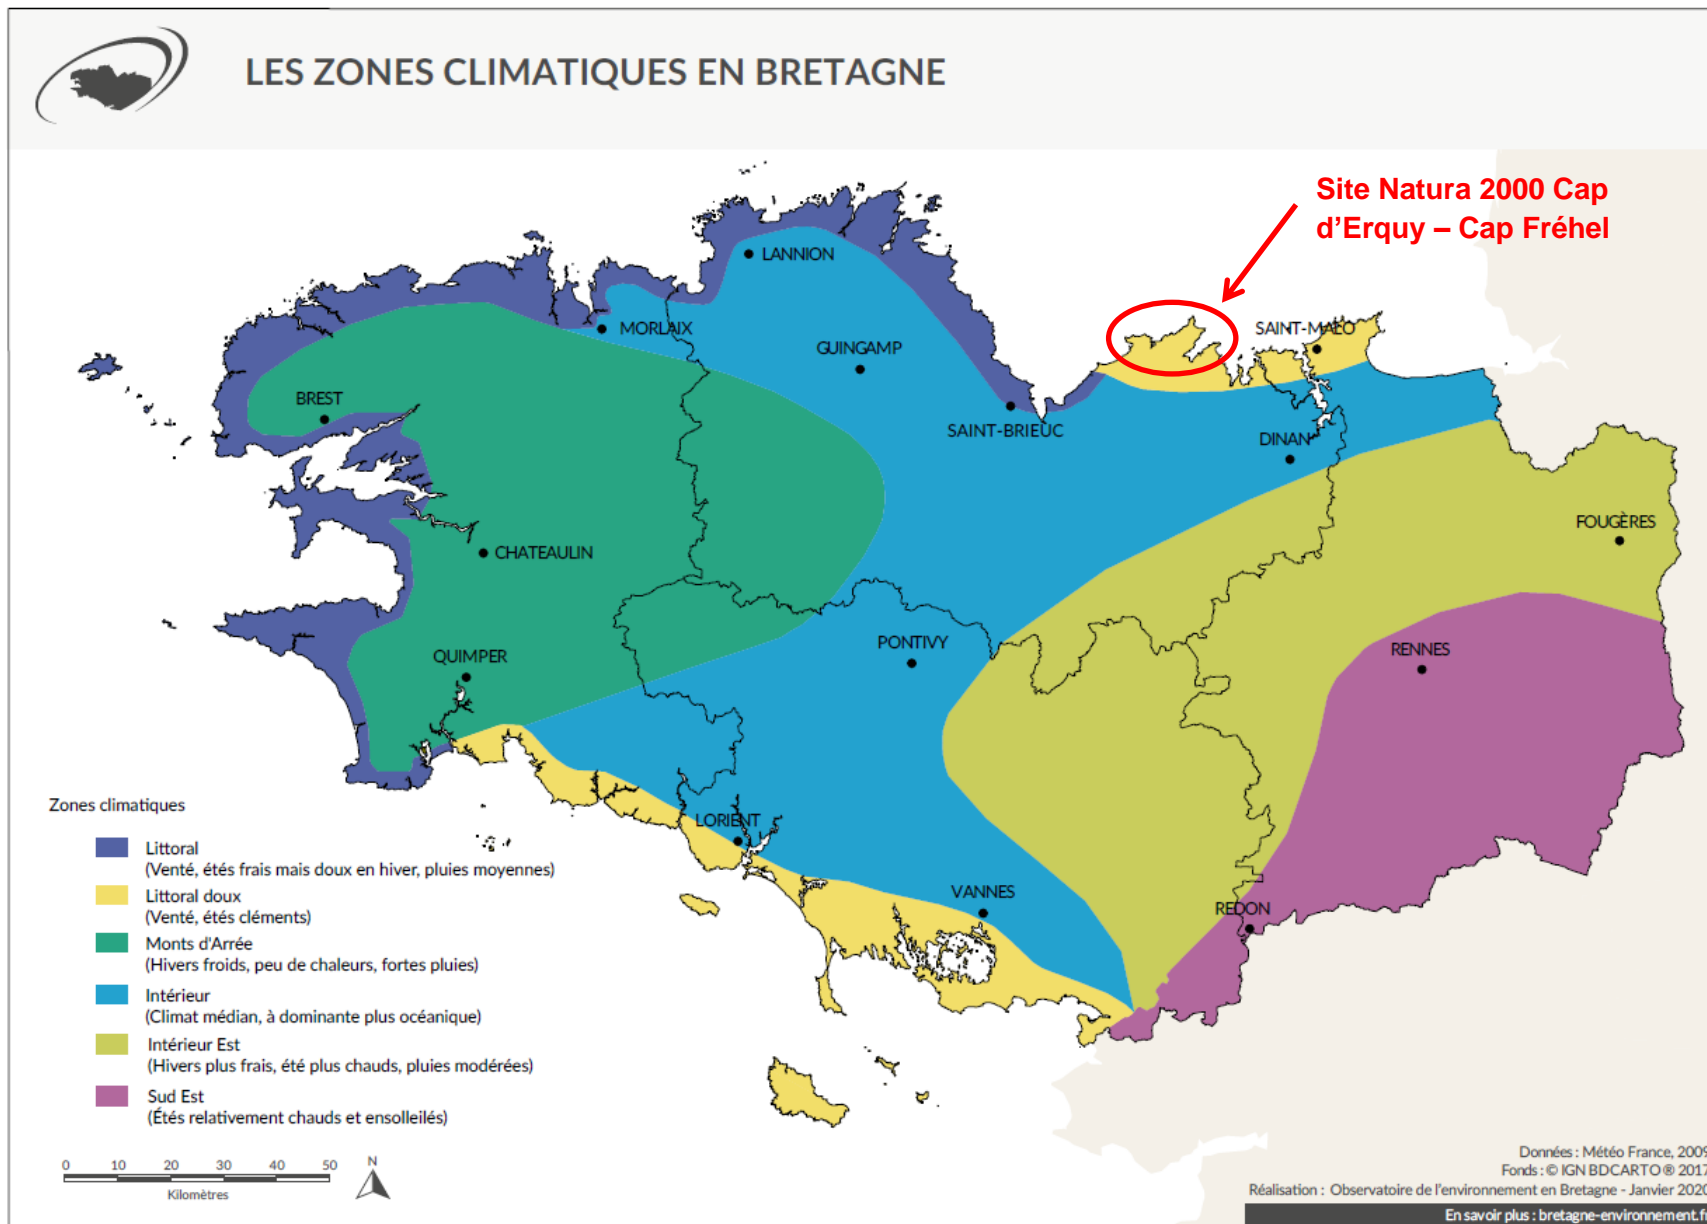 LES ZONES CLIMATIQUES EN BRETAGNE
Site Natura 2000 Cap
d'Erquy – Cap Fréhel
LANNION
MORLAIX
SAINT-MALO
GUINGAMP
BREST
SAINT-BRIEUC
DINAN
FOUGÈRES
CHATEAULIN
PONTIVY
RENNES
QUIMPER
LORIENT
VANNES
REDON
Zones climatiques
Littoral
(Venté, étés frais mais doux en hiver, pluies moyennes)
Littoral doux
(Venté, étés cléments)
Monts d'Arrée
(Hivers froids, peu de chaleurs, fortes pluies)
Intérieur
(Climat médian, à dominante plus océanique)
Intérieur Est
(Hivers plus frais, été plus chauds, pluies modérées)
Sud Est
(Étés relativement chauds et ensolleilés)
0 10 20 30 40 50
Kilomètres
N
Données : Météo France, 2009
Fonds : © IGN BDCARTO ® 2017
Réalisation : Observatoire de l'environnement en Bretagne - Janvier 2020
En savoir plus : bretagne-environnement.fr